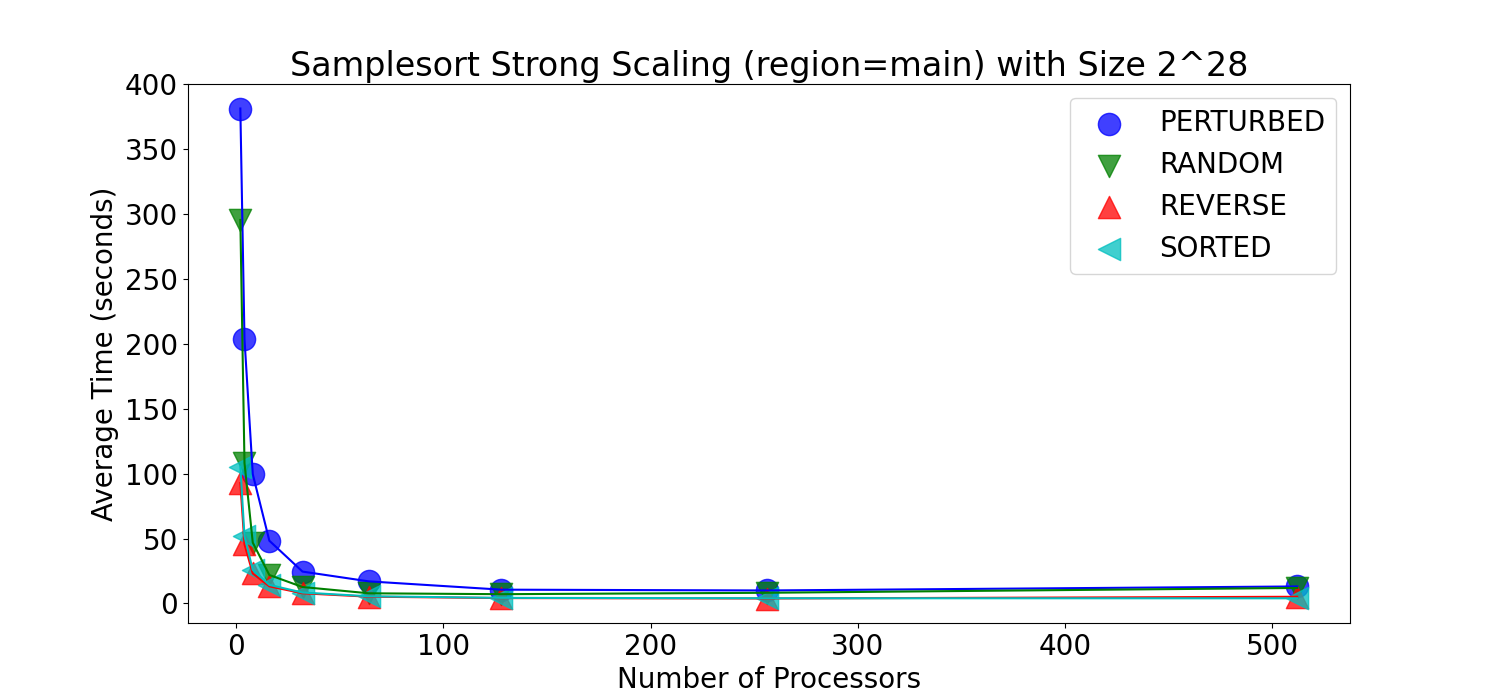 Samplesort Strong Scaling (region=main) with Size 2^28
400
350
300
250
200
150
100
50
0
Average Time (seconds)
PERTURBED
RANDOM
REVERSE
SORTED
0 100 200 300 400 500
Number of Processors